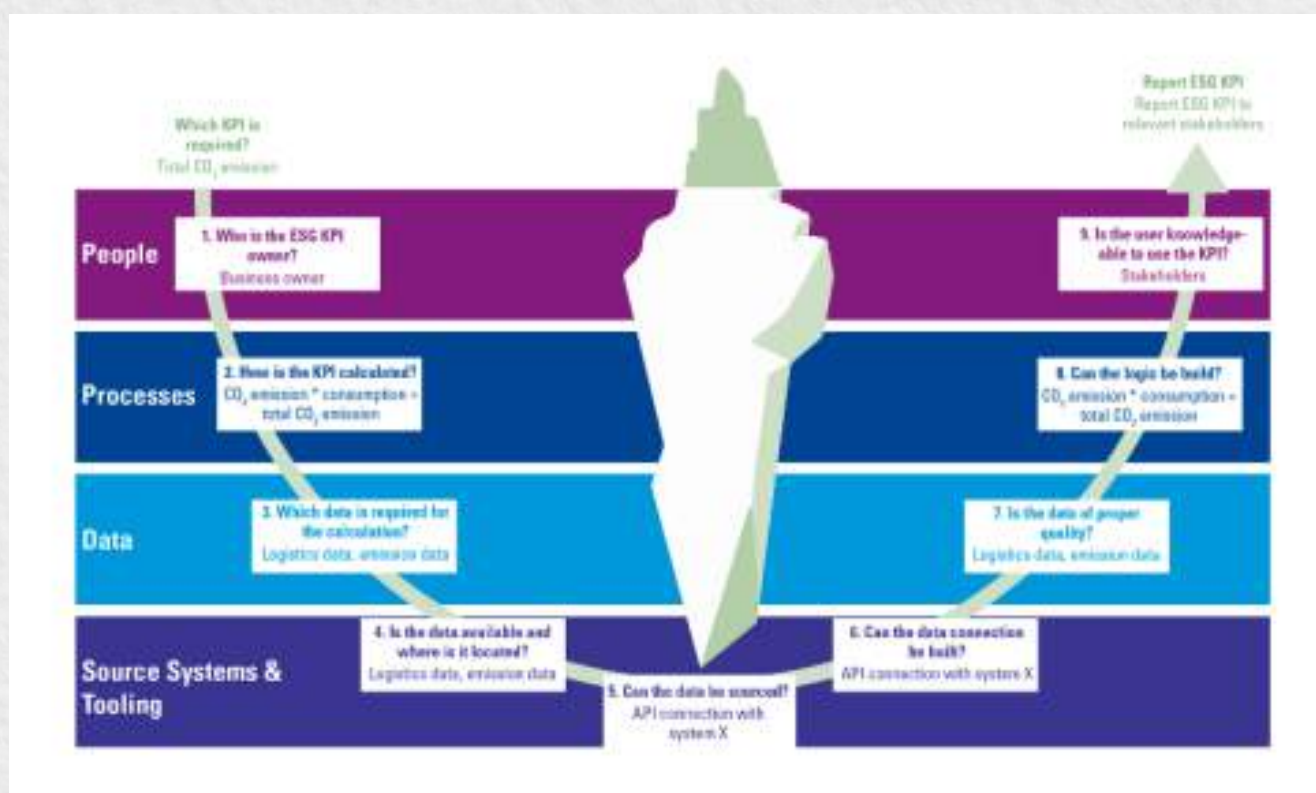 Which KPI is
required?
Total CO₂ emission
Report ESG KPI
Report ESG KPI to
relevant stakeholders
People
1. Who is the ESG KPI
owner?
Business owner
9. Is the user knowledge-
able to use the KPI?
Stakeholders
Processes
2. How is the KPI calculated?
CO₂ emission * consumption =
total CO₂ emission
8. Can the logic be build?
CO₂ emission * consumption =
total CO₂ emission
Data
3. Which data is required for
the calculation?
Logistics data, emission data
7. Is the data of proper
quality?
Logistics data, emission data
Source Systems &
Tooling
4. Is the data available and
where is it located?
Logistics data, emission data
5. Can the data be sourced?
API connection with
system X
6. Can the data connection
be built?
API connection with system X